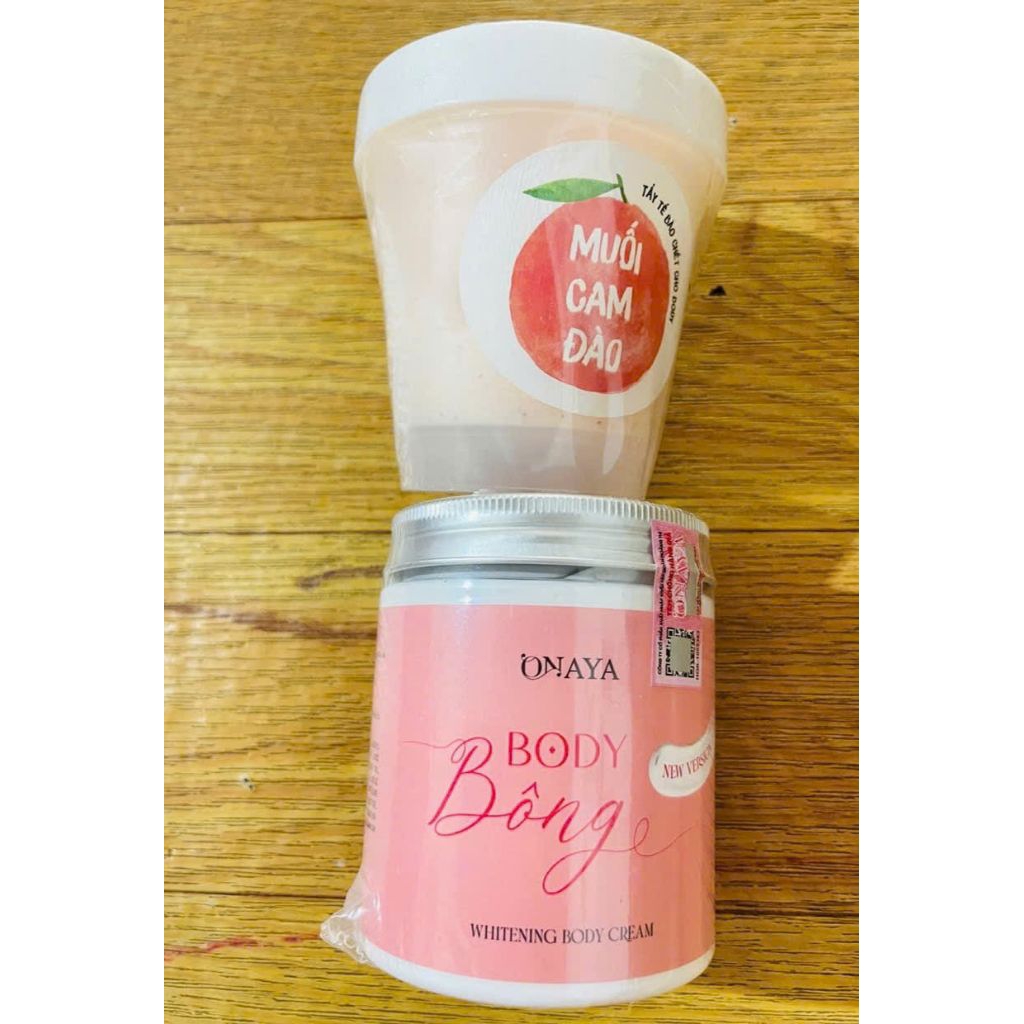 TẨY TẾ BÀO CHẾT CHO BODY
MUỐI
CAM
ĐÀO
ONAYA
BODY
Bông
NEW VERSION
WHITENING BODY CREAM